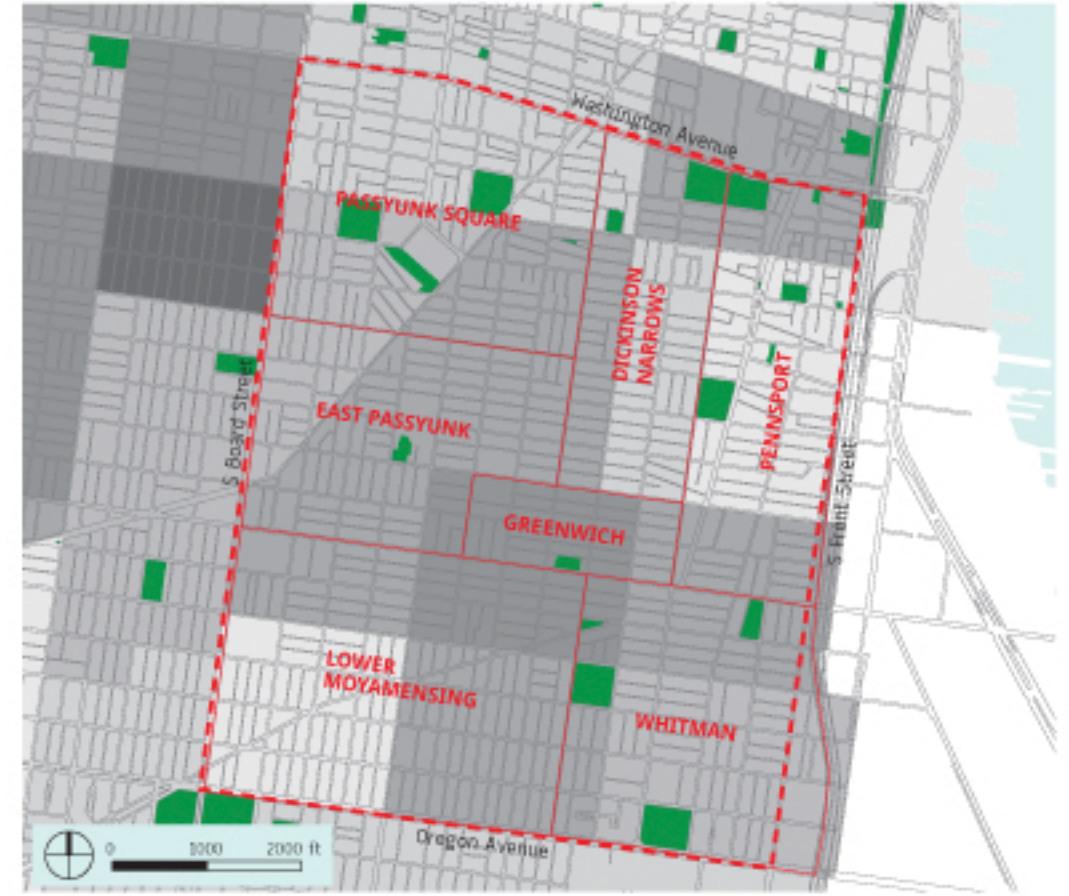 Washington Avenue
PASSYUNK SQUARE
DICKINSON
NARROWS
PENNSPORT
S Board Street
EAST PASSYUNK
S Front Street
GREENWICH
LOWER
MOYAMENSING
WHITMAN
Oregon Avenue
0 1000 2000 ft